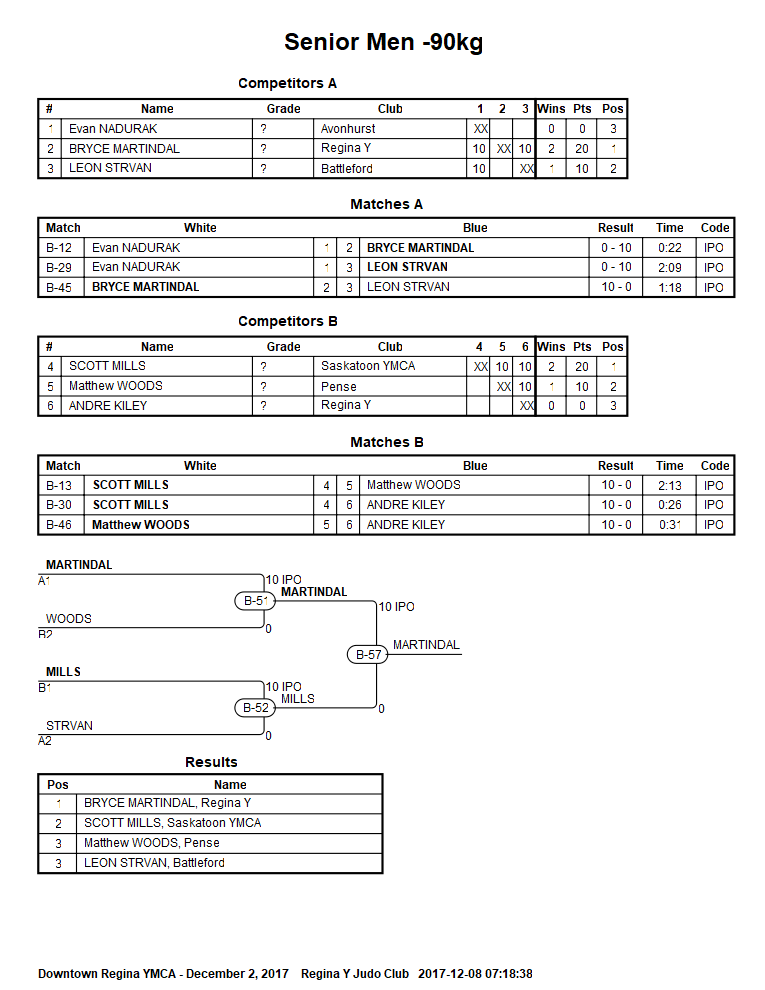 Senior Men -90kg
Competitors A
# Name Grade Club 1 2 3 Wins Pts Pos
1 Evan NADURAK ? Avonhurst XX 0 0 3
2 BRYCE MARTINDAL ? Regina Y 10 XX 10 2 20 1
3 LEON STRVAN ? Battleford 10 XX 1 10 2
Matches A
Match White Blue Result Time Code
B-12 Evan NADURAK 1 2 BRYCE MARTINDAL 0 - 10 0:22 IPO
B-29 Evan NADURAK 1 3 LEON STRVAN 0 - 10 2:09 IPO
B-45 BRYCE MARTINDAL 2 3 LEON STRVAN 10 - 0 1:18 IPO
Competitors B
# Name Grade Club 4 5 6 Wins Pts Pos
4 SCOTT MILLS ? Saskatoon YMCA XX 10 10 2 20 1
5 Matthew WOODS ? Pense XX 10 1 10 2
6 ANDRE KILEY ? Regina Y XX 0 0 3
Matches B
Match White Blue Result Time Code
B-13 SCOTT MILLS 4 5 Matthew WOODS 10 - 0 2:13 IPO
B-30 SCOTT MILLS 4 6 ANDRE KILEY 10 - 0 0:26 IPO
B-46 Matthew WOODS 5 6 ANDRE KILEY 10 - 0 0:31 IPO
MARTINDAL
A1 10 IPO
B-51 MARTINDAL
10 IPO
WOODS
B2 0
B-57 MARTINDAL
MILLS
B1 10 IPO
B-52 MILLS
0
STRVAN
A2 0
Results
Pos Name
1 BRYCE MARTINDAL, Regina Y
2 SCOTT MILLS, Saskatoon YMCA
3 Matthew WOODS, Pense
3 LEON STRVAN, Battleford
Downtown Regina YMCA - December 2, 2017 Regina Y Judo Club 2017-12-08 07:18:38